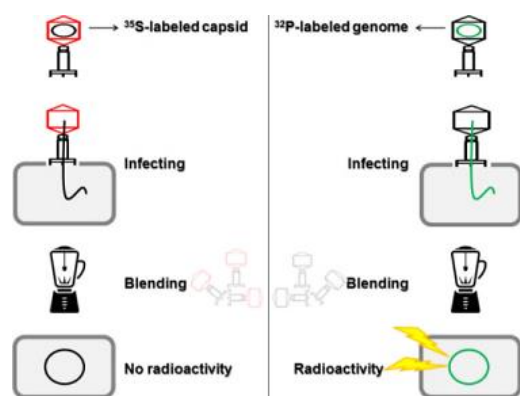 ³⁵S-labeled capsid
³²P-labeled genome
Infecting
Infecting
Blending
Blending
No radioactivity
Radioactivity